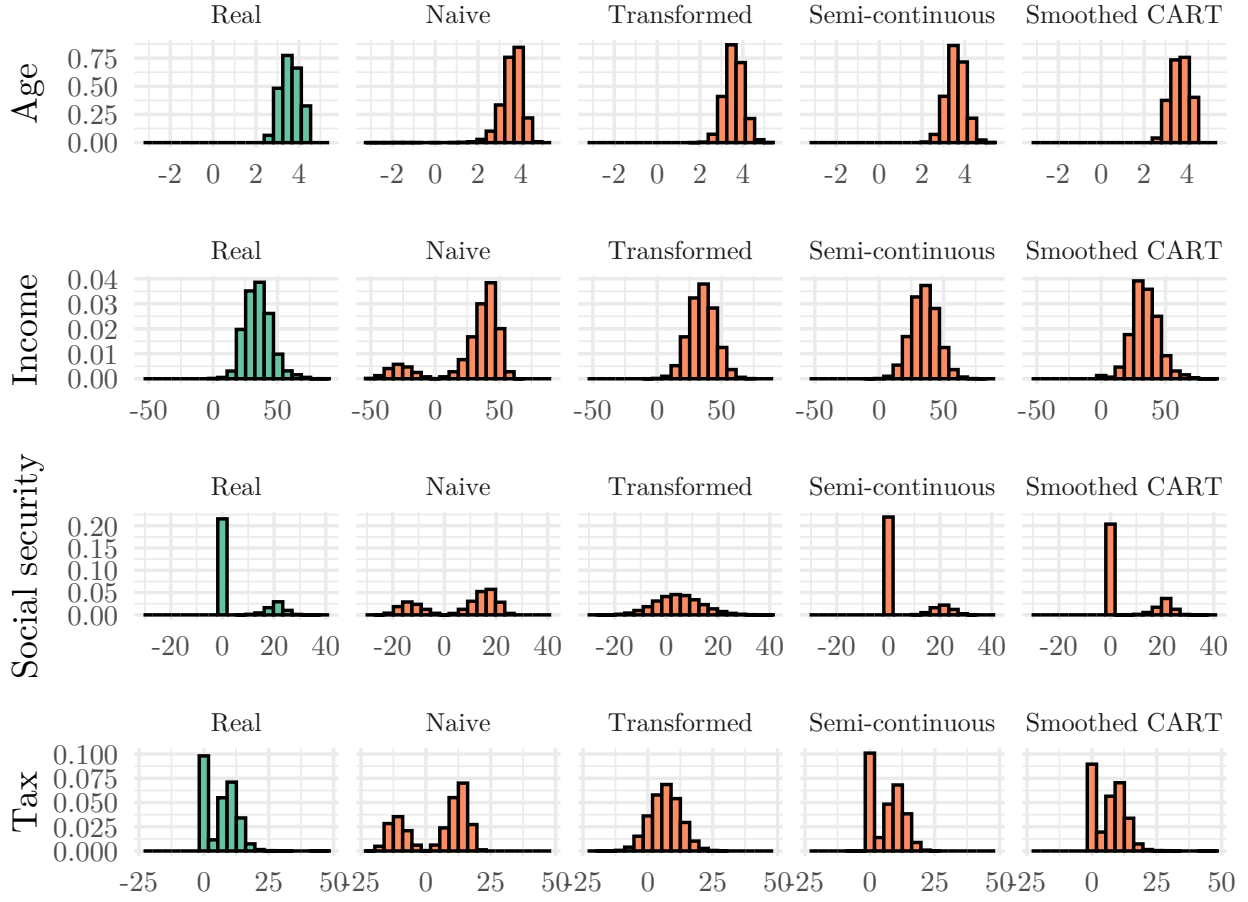 Real Naive Transformed Semi-continuous Smoothed CART
Age
0.75
0.50
0.25
0.00
-2 0 2 4 -2 0 2 4 -2 0 2 4 -2 0 2 4 -2 0 2 4
Real Naive Transformed Semi-continuous Smoothed CART
Income
0.04
0.03
0.02
0.01
0.00
-50 0 50 -50 0 50 -50 0 50 -50 0 50 -50 0 50
Real Naive Transformed Semi-continuous Smoothed CART
Social security
0.20
0.15
0.10
0.05
0.00
-20 0 20 40 -20 0 20 40 -20 0 20 40 -20 0 20 40 -20 0 20 40
Real Naive Transformed Semi-continuous Smoothed CART
Tax
0.100
0.075
0.050
0.025
0.000
-25 0 25 50 -25 0 25 50 -25 0 25 50 -25 0 25 50 -25 0 25 50